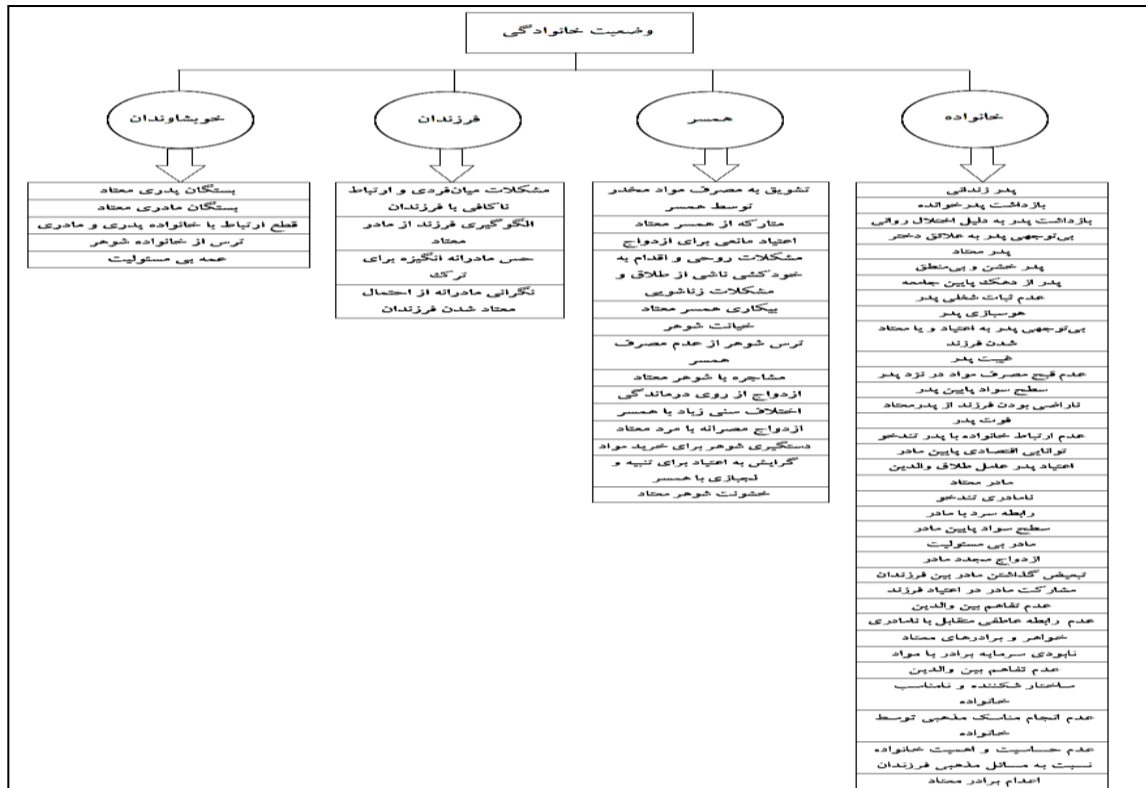 وضعیت خانوادگی
خانواده
همسر
فرزندان
خویشاوندان
پدر زندانی
بازداشت پدرخوانده
بازداشت پدر به دلیل اختلال روانی
بی‌توجهی پدر به علائق دختر
پدر معتاد
پدر خشن و بی‌منطق
پدر از دهک پایین جامعه
عدم ثبات شغلی پدر
هوسبازی پدر
بی‌توجهی پدر به اعتیاد و یا معتاد
شدن فرزند
غیبت پدر
عدم قبح مصرف مواد در نزد پدر
سطح سواد پایین پدر
ناراضی بودن فرزند از پدرمعتاد
فوت پدر
عدم ارتباط خانواده با پدر تندخو
توانایی اقتصادی پایین مادر
اعتیاد پدر عامل طلاق والدین
مادر معتاد
نامادری تندخو
رابطه سرد با مادر
سطح سواد پایین مادر
مادر بی مسئولیت
ازدواج مجدد مادر
تبعیض گذاشتن مادر بین فرزندان
مشارکت مادر در اعتیاد فرزند
عدم تفاهم بین والدین
عدم رابطه عاطفی متقابل با نامادری
خواهر و برادرهای معتاد
نابودی سرمایه برادر با مواد
عدم تفاهم بین والدین
ساختار شکننده و نامناسب
خانواده
عدم انجام مناسک مذهبی توسط
خانواده
عدم حساسیت و اهمیت خانواده
نسبت به مسائل مذهبی فرزندان
اعدام برادر معتاد
تشویق به مصرف مواد مخدر
توسط همسر
متارکه از همسر معتاد
اعتیاد مانعی برای ازدواج
مشکلات روحی و اقدام به
خودکشی ناشی از طلاق و
مشکلات زناشویی
بیکاری همسر معتاد
خیانت شوهر
ترس شوهر از عدم مصرف
همسر
مشاجره با شوهر معتاد
ازدواج از روی درماندگی
اختلاف سنی زیاد با همسر
ازدواج مصرانه با مرد معتاد
دستگیری شوهر برای خرید مواد
گرایش به اعتیاد برای تنبیه و
لجبازی با همسر
خشونت شوهر معتاد
مشکلات میان‌فردی و ارتباط
ناکافی با فرزندان
الگوگیری فرزند از مادر
معتاد
حس مادرانه انگیزه برای
ترک
نگرانی مادرانه از احتمال
معتاد شدن فرزندان
بستگان پدری معتاد
بستگان مادری معتاد
قطع ارتباط با خانواده پدری و مادری
ترس از خانواده شوهر
عمه بی مسئولیت